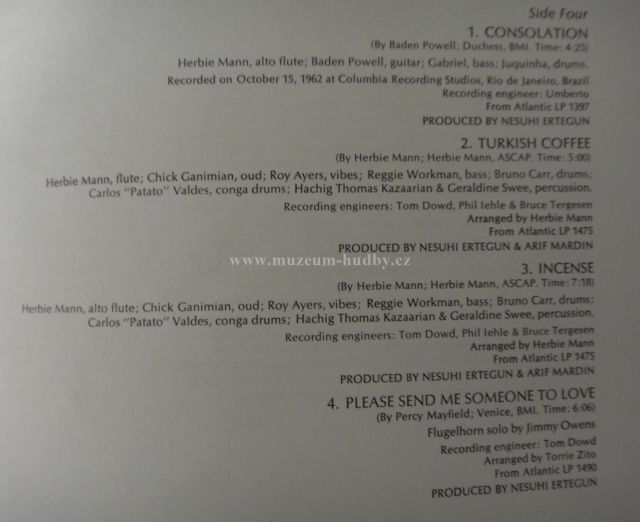 Side Four
1. CONSOLATION
(By Baden Powell; Duchess, BMI. Time: 4:25)
Herbie Mann, alto flute; Baden Powell, guitar; Gabriel, bass; Juquinha, drums.
Recorded on October 15, 1962 at Columbia Recording Studios, Rio de Janeiro, Brazil
Recording engineer: Umberto
From Atlantic LP 1397
PRODUCED BY NESUHI ERTEGUN
2. TURKISH COFFEE
(By Herbie Mann; Herbie Mann, ASCAP. Time: 5:00)
Herbie Mann, flute; Chick Ganimian, oud; Roy Ayers, vibes; Reggie Workman, bass; Bruno Carr, drums;
Carlos "Patato" Valdes, conga drums; Hachig Thomas Kazaarian & Geraldine Swee, percussion.
Recording engineers: Tom Dowd, Phil Iehle & Bruce Tergesen
Arranged by Herbie Mann
From Atlantic LP 1475
PRODUCED BY NESUHI ERTEGUN & ARIF MARDIN
www.muzeum-hudby.cz
3. INCENSE
(By Herbie Mann; Herbie Mann, ASCAP. Time: 7:18)
Herbie Mann, alto flute; Chick Ganimian, oud; Roy Ayers, vibes; Reggie Workman, bass; Bruno Carr, drums;
Carlos "Patato" Valdes, conga drums; Hachig Thomas Kazaarian & Geraldine Swee, percussion.
Recording engineers: Tom Dowd, Phil Iehle & Bruce Tergesen
Arranged by Herbie Mann
From Atlantic LP 1475
PRODUCED BY NESUHI ERTEGUN & ARIF MARDIN
4. PLEASE SEND ME SOMEONE TO LOVE
(By Percy Mayfield; Venice, BMI. Time: 6:06)
Flugelhorn solo by Jimmy Owens
Recording engineer: Tom Dowd
Arranged by Torrie Zito
From Atlantic LP 1490
PRODUCED BY NESUHI ERTEGUN